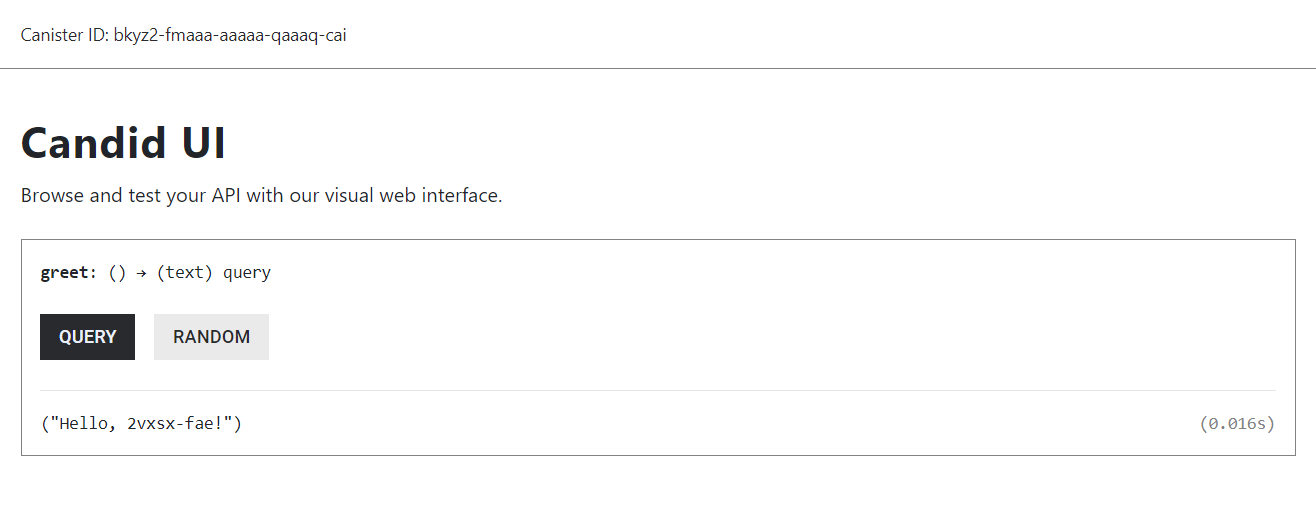 Canister ID: bkyz2-fmaaa-aaaaa-qaaaq-cai
Candid UI
Browse and test your API with our visual web interface.
greet: () → (text) query
QUERY RANDOM
("Hello, 2vxsx-fae!") (0.016s)